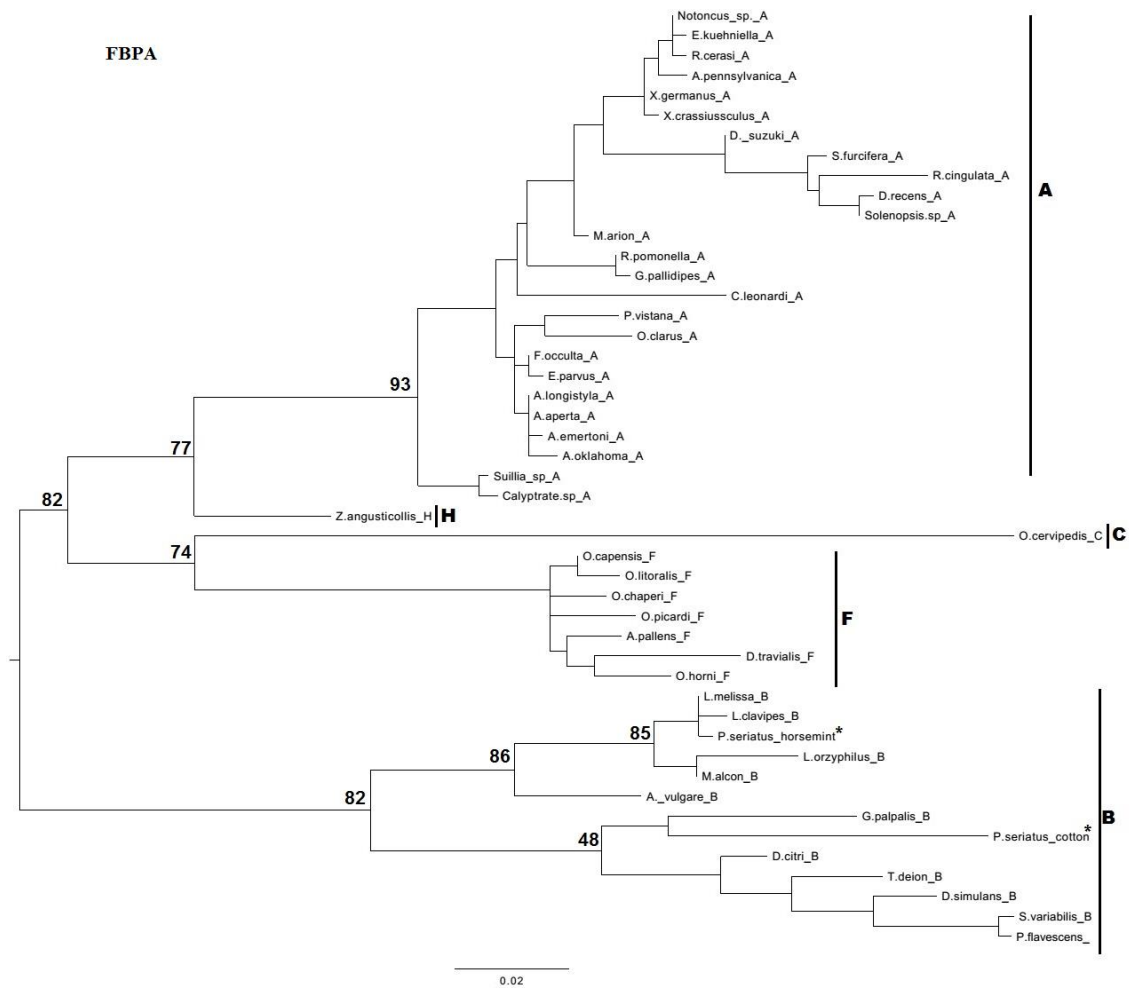 FBPA
Notoncus_sp._A
E.kuehniella_A
R.cerasi_A
A.pennsylvanica_A
X.germanus_A
X.crassiussculus_A
D._suzuki_A
S.furcifera_A
R.cingulata_A
D.recens_A
Solenopsis.sp_A
A
M.arion_A
R.pomonella_A
G.pallidipes_A
C.leonardi_A
P.vistana_A
O.clarus_A
F.occulta_A
E.parvus_A
93
A.longistyla_A
A.aperta_A
A.emertoni_A
A.oklahoma_A
77
Suillia_sp_A
Calyptrate.sp_A
82
Z.angusticollis_H
H
O.cervipedis_C
C
74
O.capensis_F
O.litoralis_F
O.chaperi_F
O.picardi_F
F
A.pallens_F
D.travialis_F
O.horni_F
L.melissa_B
L.clavipes_B
85
P.seriatus_horsemint*
86
L.orzyphilus_B
M.alcon_B
82
A._vulgare_B
G.palpalis_B
B
48
P.seriatus_cotton*
D.citri_B
T.deion_B
D.simulans_B
S.variabilis_B
P.flavescens_
0.02